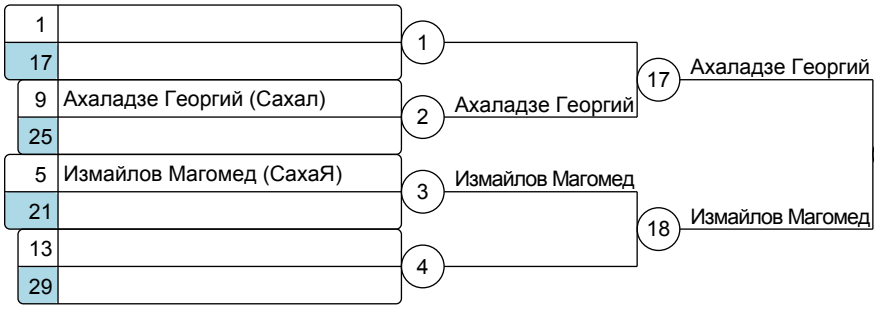 1
17
1
9 Ахаладзе Георгий (Сахал)
25
2 Ахаладзе Георгий
17 Ахаладзе Георгий
5 Измайлов Магомед (СахаЯ)
21
3 Измайлов Магомед
18 Измайлов Магомед
13
29
4